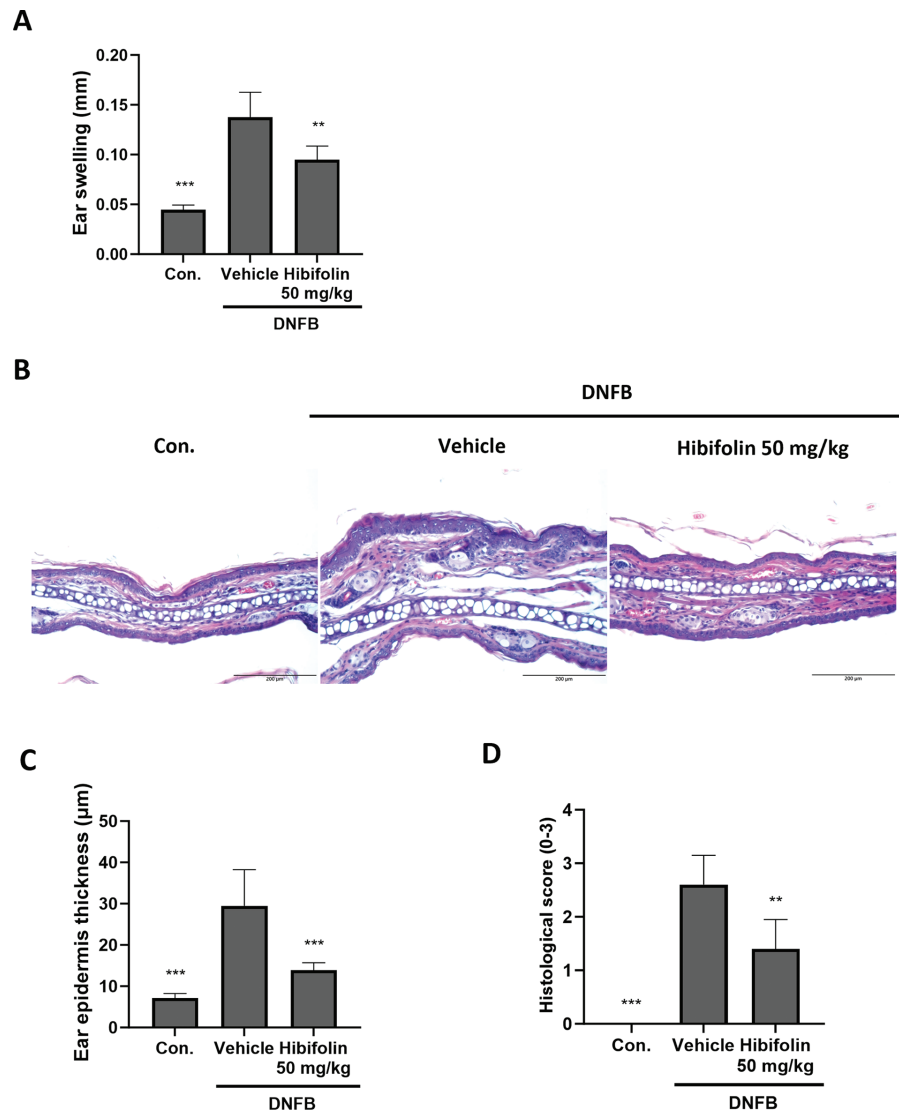 A
Ear swelling (mm)
0.20
0.15
0.10
0.05
0.00
***
**
Con.
Vehicle
Hibifolin
50 mg/kg
DNFB
B
DNFB
Con.
Vehicle
Hibifolin 50 mg/kg
200 µm
200 µm
200 µm
C
Ear epidermis thickness (µm)
50
40
30
20
10
0
***
***
Con.
Vehicle
Hibifolin
50 mg/kg
DNFB
D
Histological score (0-3)
4
3
2
1
0
***
**
Con.
Vehicle
Hibifolin
50 mg/kg
DNFB